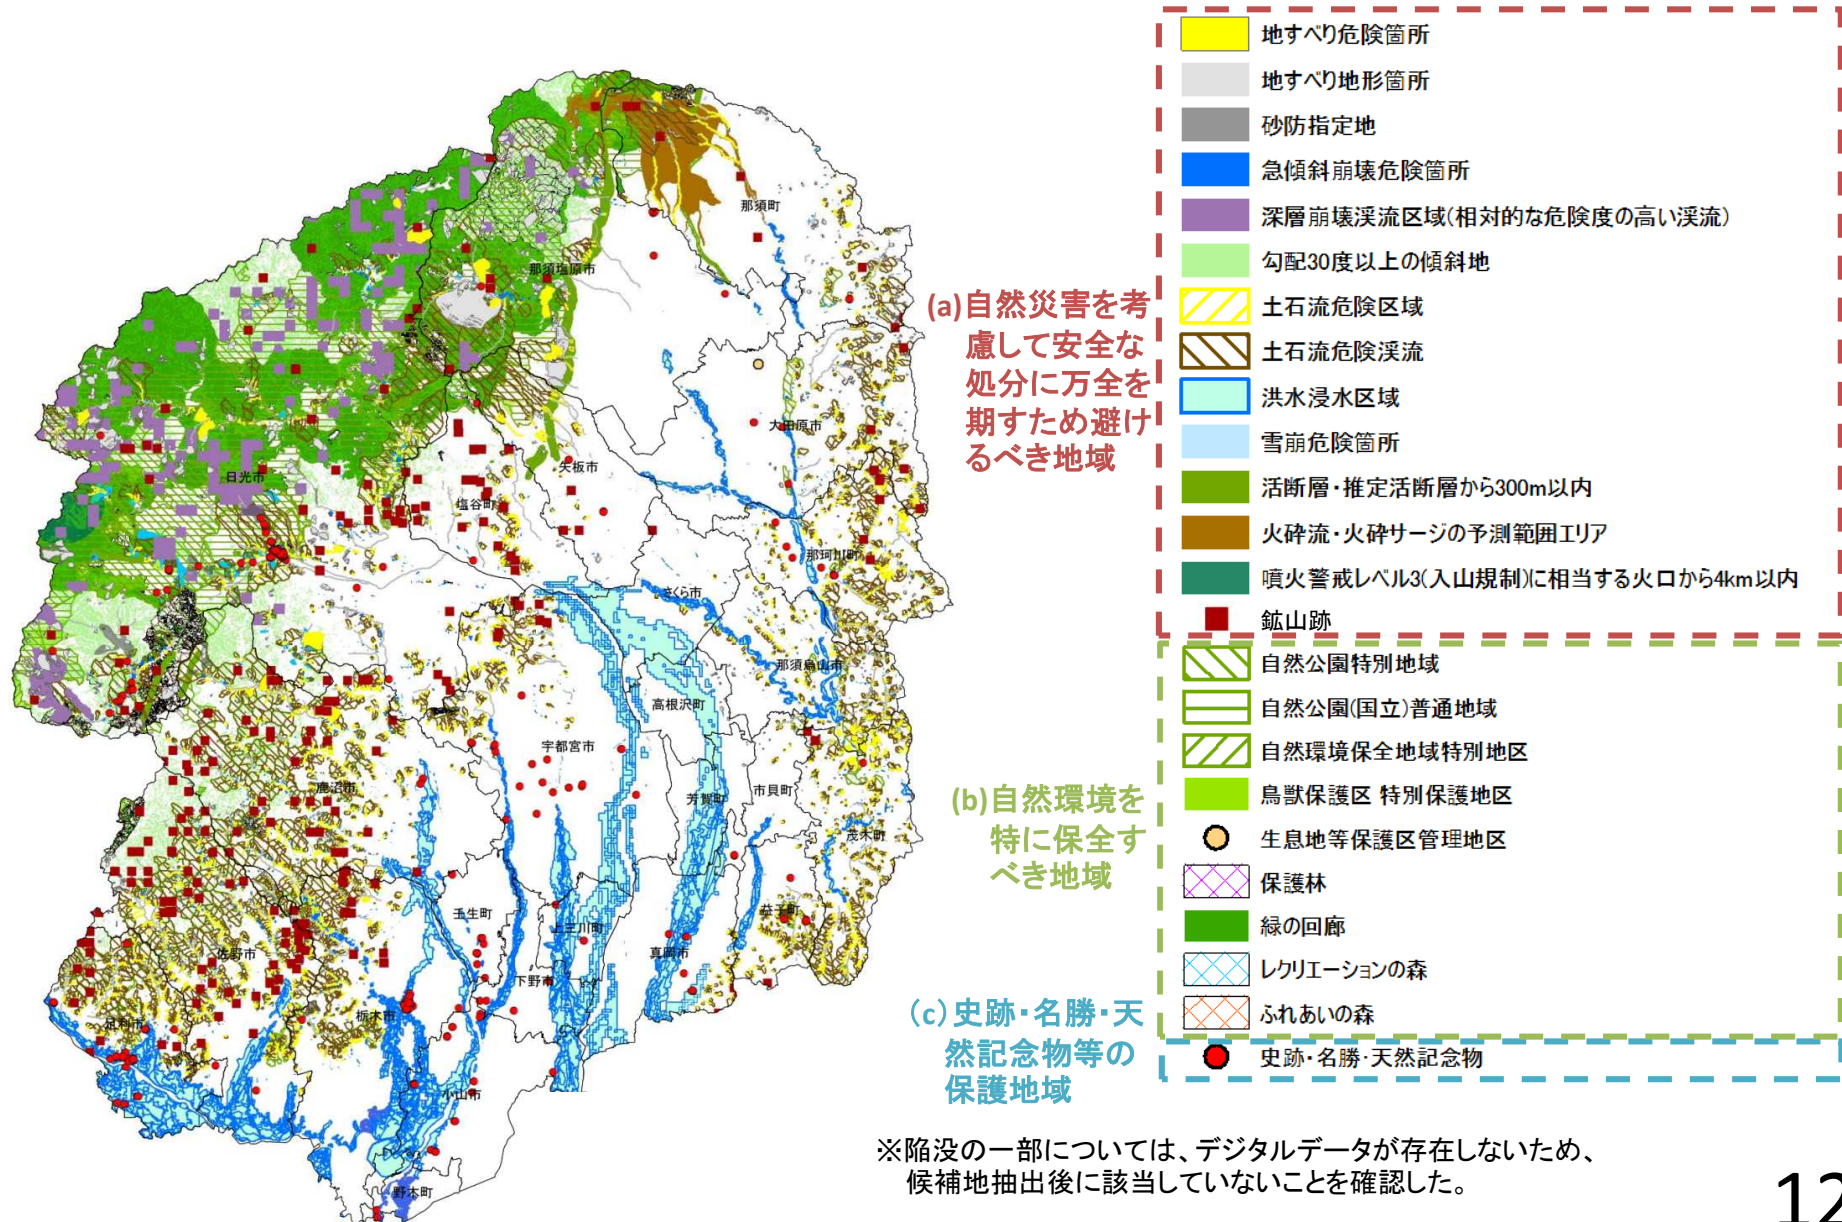 地すべり危険箇所
地すべり地形箇所
砂防指定地
急傾斜崩壊危険箇所
深層崩壊渓流区域(相対的な危険度の高い渓流)
勾配30度以上の傾斜地
土石流危険区域
土石流危険渓流
洪水浸水区域
雪崩危険箇所
活断層・推定活断層から300m以内
火砕流・火砕サージの予測範囲エリア
噴火警戒レベル3(入山規制)に相当する火口から4km以内
鉱山跡
自然公園特別地域
自然公園(国立)普通地域
自然環境保全地域特別地区
鳥獣保護区 特別保護地区
生息地等保護区管理地区
保護林
緑の回廊
レクリエーションの森
ふれあいの森
史跡・名勝・天然記念物
(a)自然災害を考
慮して安全な
処分に万全を
期すため避け
るべき地域
(b)自然環境を
特に保全す
べき地域
(c)史跡・名勝・天
然記念物等の
保護地域
那須町
那須塩原市
大田原市
矢板市
日光市
塩谷町
那珂川町
さくら市
那須烏山市
高根沢町
宇都宮市
鹿沼市
芳賀町
市貝町
茂木町
壬生町
上三川町
益子町
真岡市
佐野市
下野市
栃木市
足利市
小山市
野木町
※陥没の一部については、デジタルデータが存在しないため、
候補地抽出後に該当していないことを確認した。
12